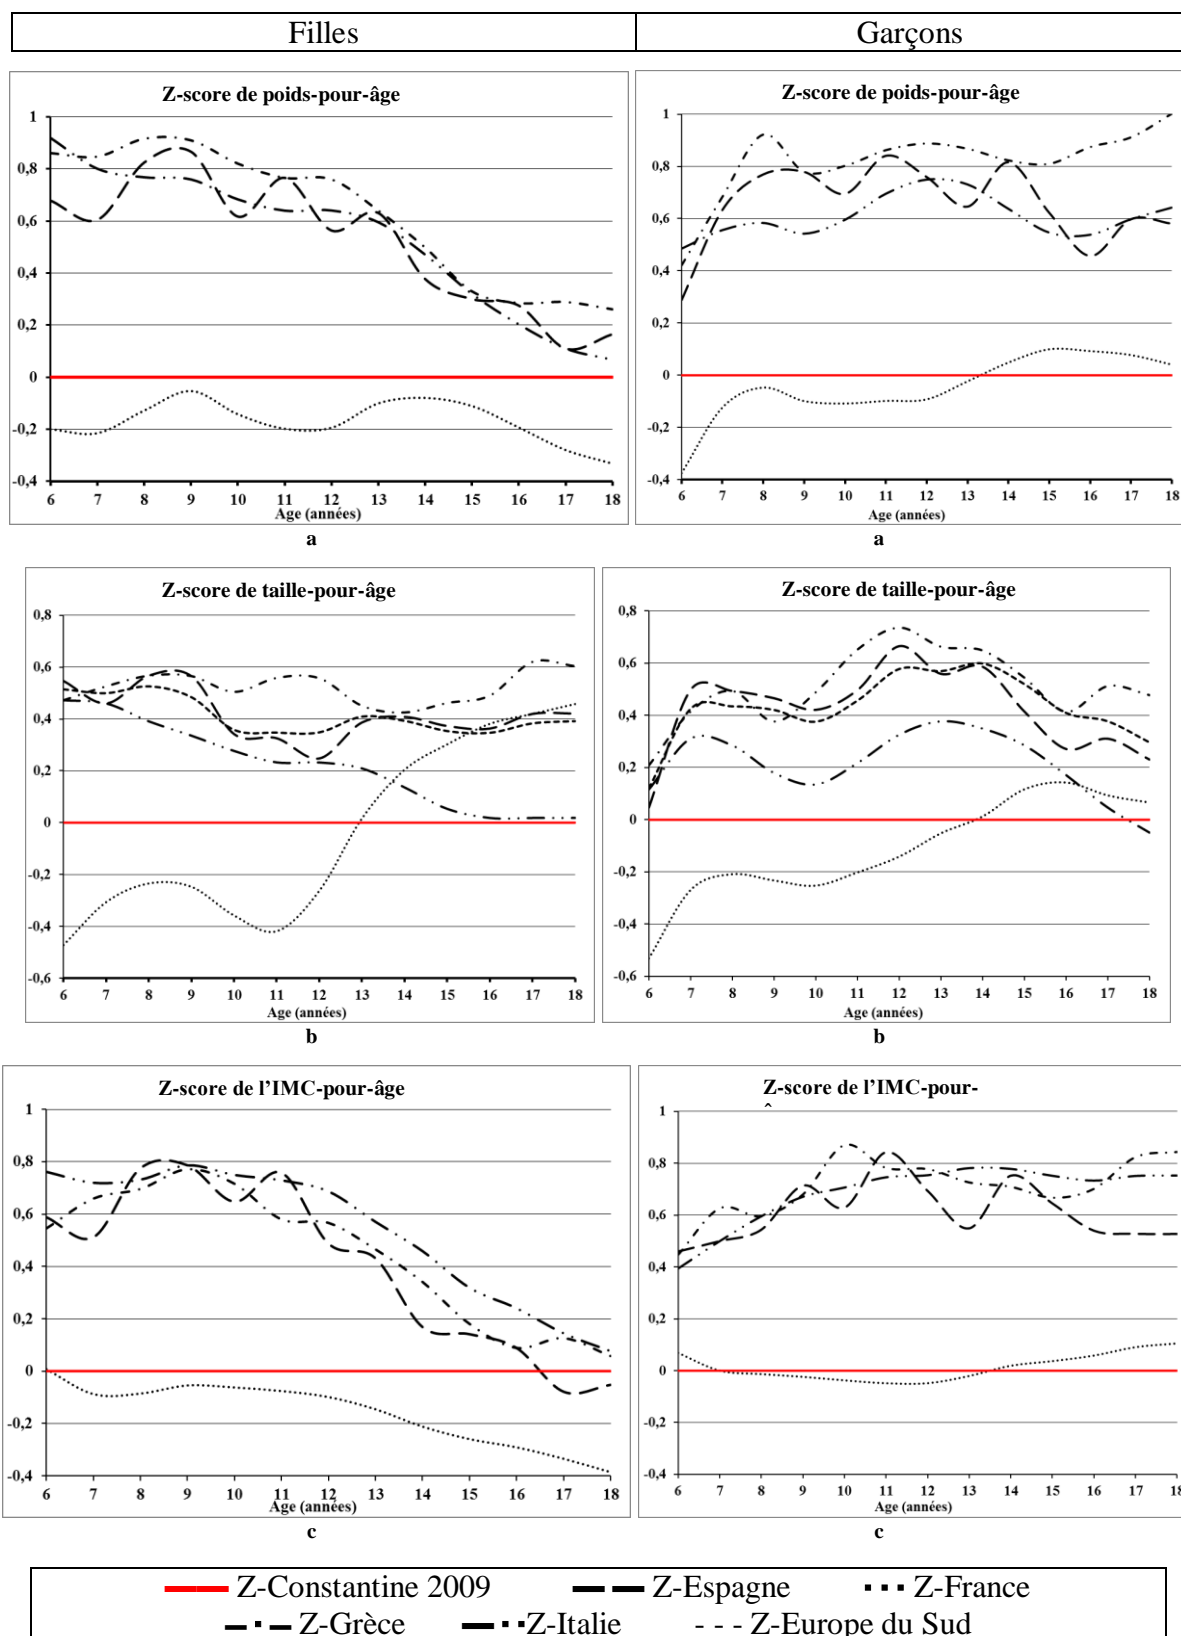 Filles Garçons
Z-score de poids-pour-âge
1
0,8
0,6
0,4
0,2
0
-0,2
-0,4
6 7 8 9 10 11 12 13 14 15 16 17 18
Age (années)
a
Z-score de poids-pour-âge
1
0,8
0,6
0,4
0,2
0
-0,2
-0,4
6 7 8 9 10 11 12 13 14 15 16 17 18
Age (années)
a
Z-score de taille-pour-âge
0,8
0,6
0,4
0,2
0
-0,2
-0,4
-0,6
6 7 8 9 10 11 12 13 14 15 16 17 18
Age (années)
b
Z-score de taille-pour-âge
0,8
0,6
0,4
0,2
0
-0,2
-0,4
-0,6
6 7 8 9 10 11 12 13 14 15 16 17 18
Age (années)
b
Z-score de l’IMC-pour-âge
1
0,8
0,6
0,4
0,2
0
-0,2
-0,4
6 7 8 9 10 11 12 13 14 15 16 17 18
Age (années)
c
Z-score de l’IMC-pour-
1
0,8
0,6
0,4
0,2
0
-0,2
-0,4
6 7 8 9 10 11 12 13 14 15 16 17 18
Age (années)
c
Z-Constantine 2009 Z-Espagne Z-France
Z-Grèce Z-Italie Z-Europe du Sud